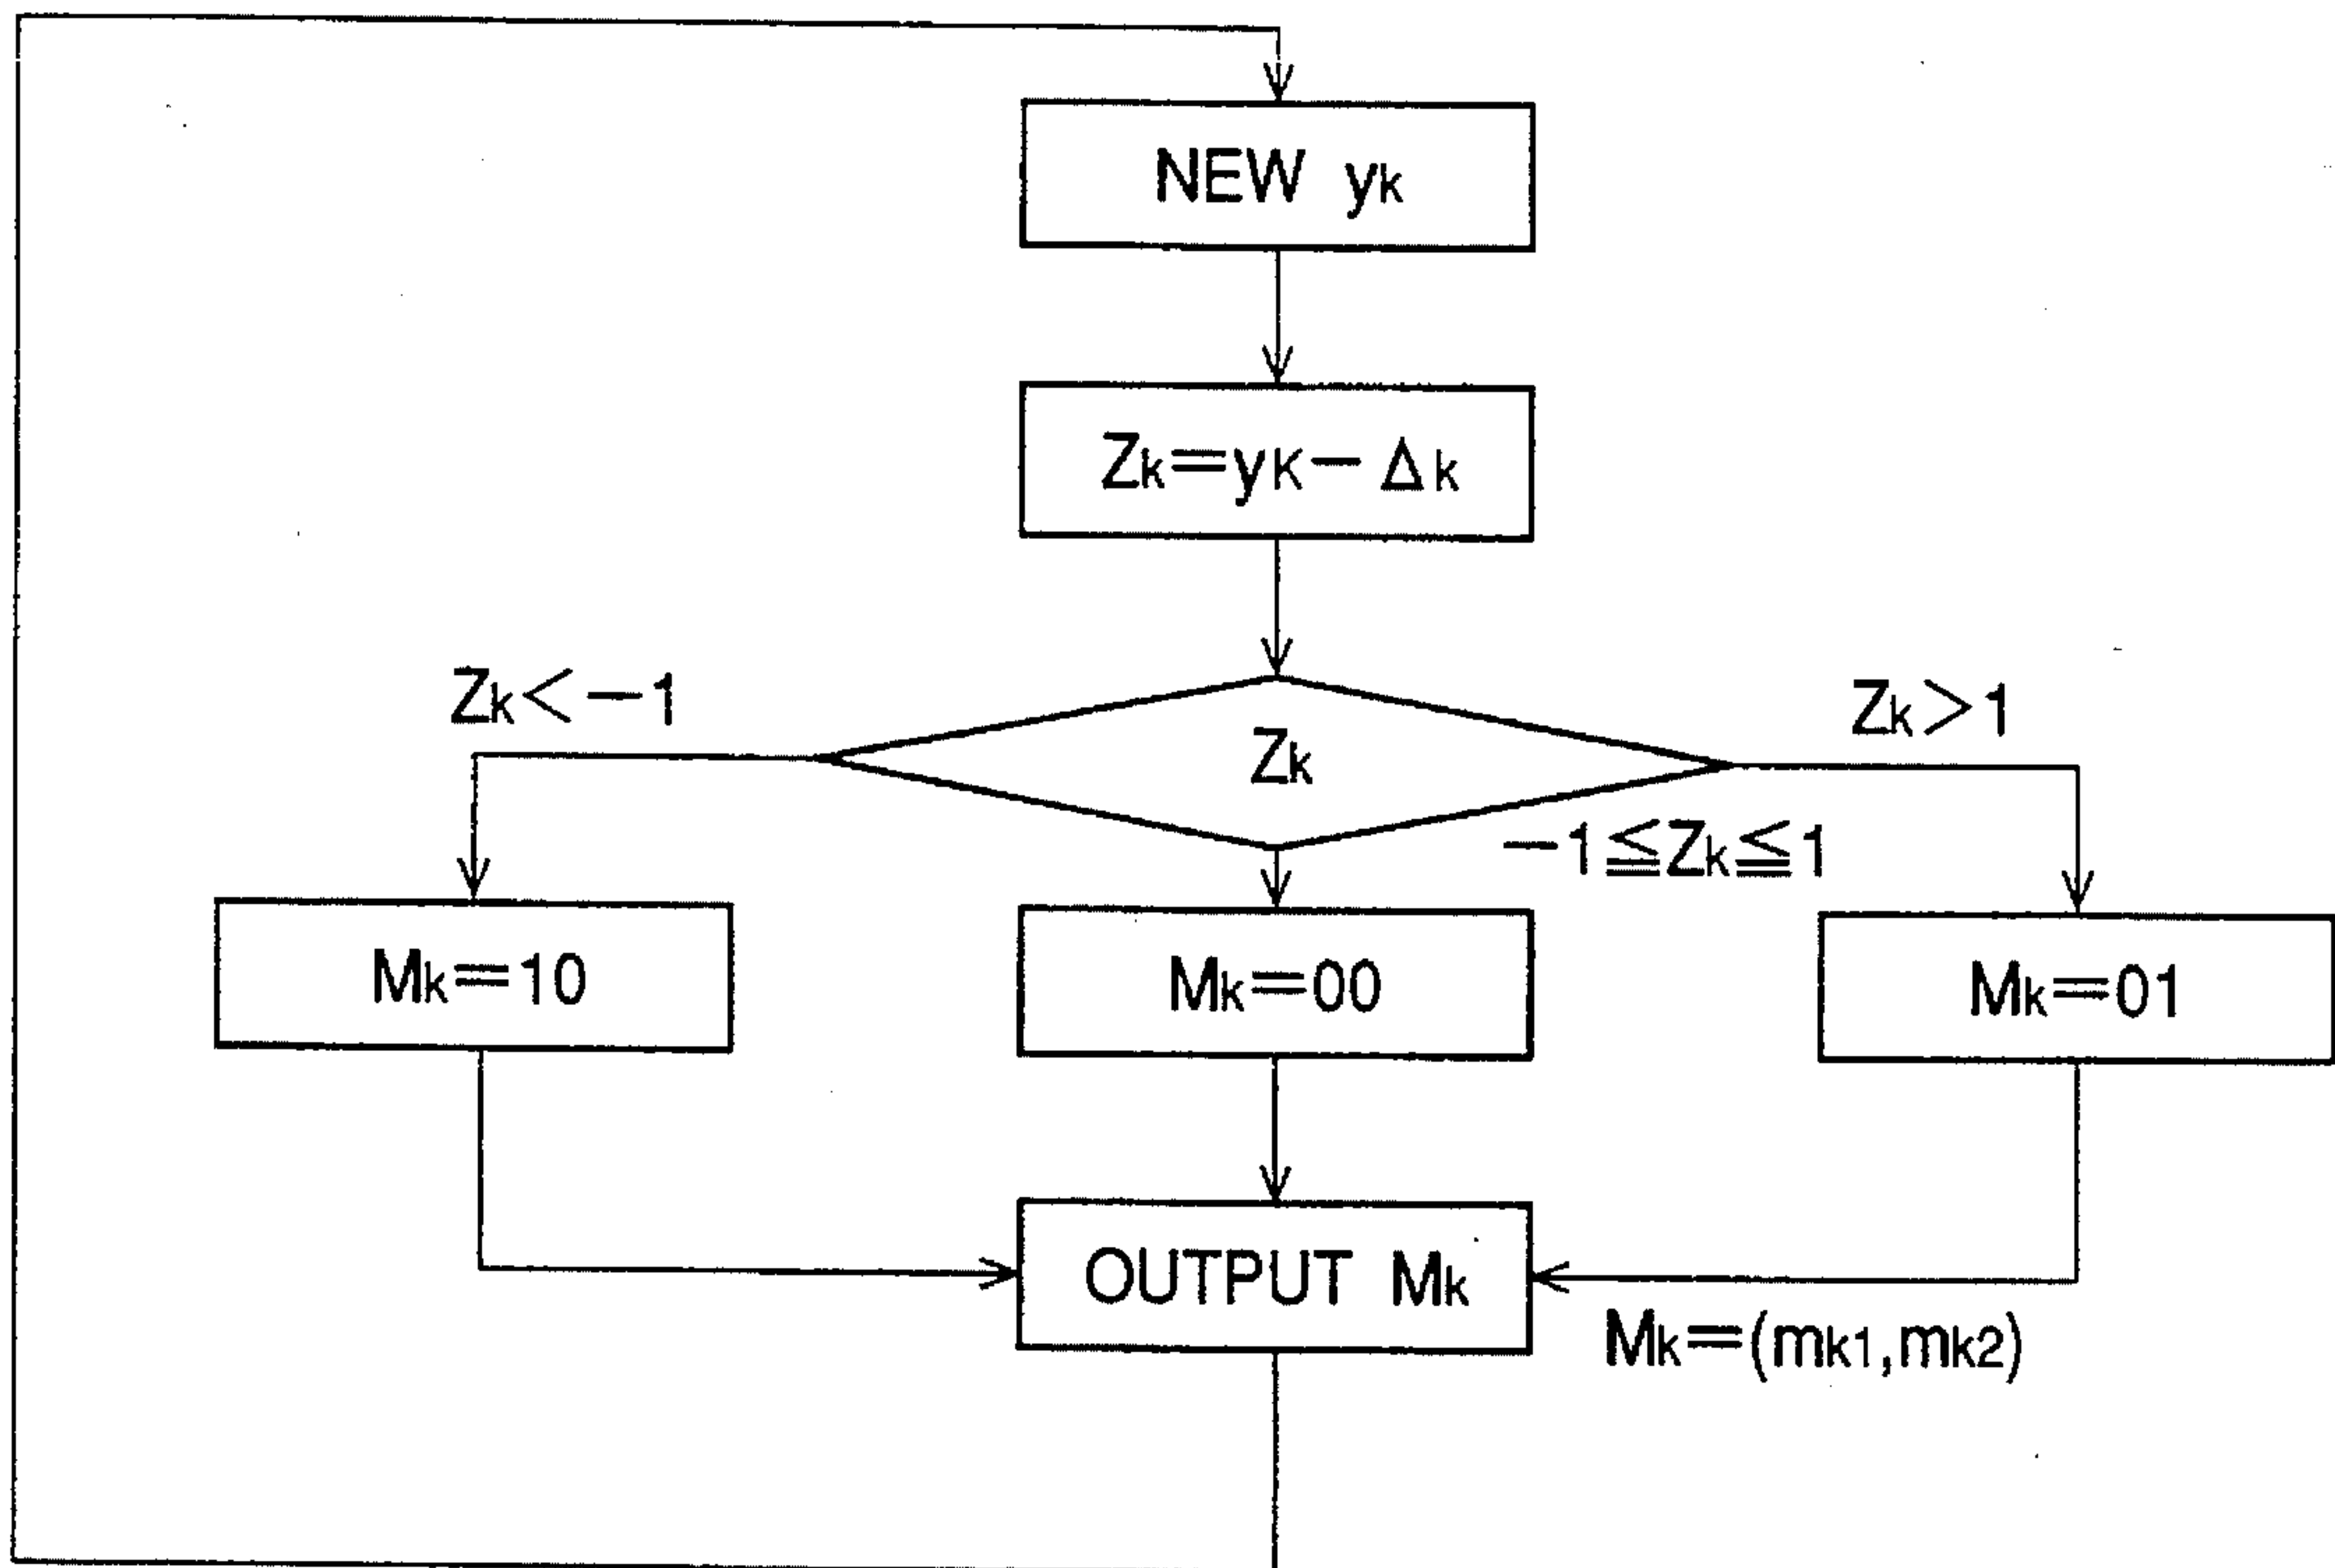 NEW yk
Zk=yK-Δk
Zk<-1
Zk>1
Zk
-1≦Zk≦1
Mk=10
Mk=00
Mk=01
OUTPUT Mk
Mk=(mk1,mk2)